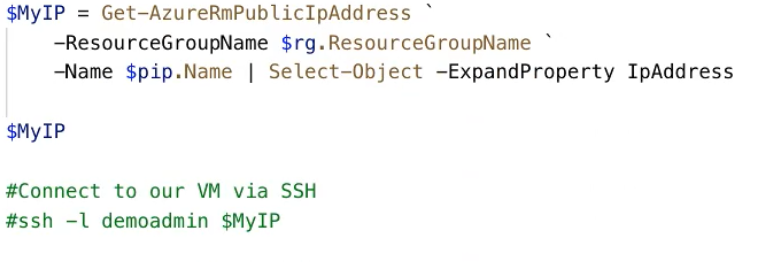 $MyIP = Get-AzureRmPublicIpAddress `
    -ResourceGroupName $rg.ResourceGroupName `
    -Name $pip.Name | Select-Object -ExpandProperty IpAddress
$MyIP
#Connect to our VM via SSH
#ssh -l demoadmin $MyIP